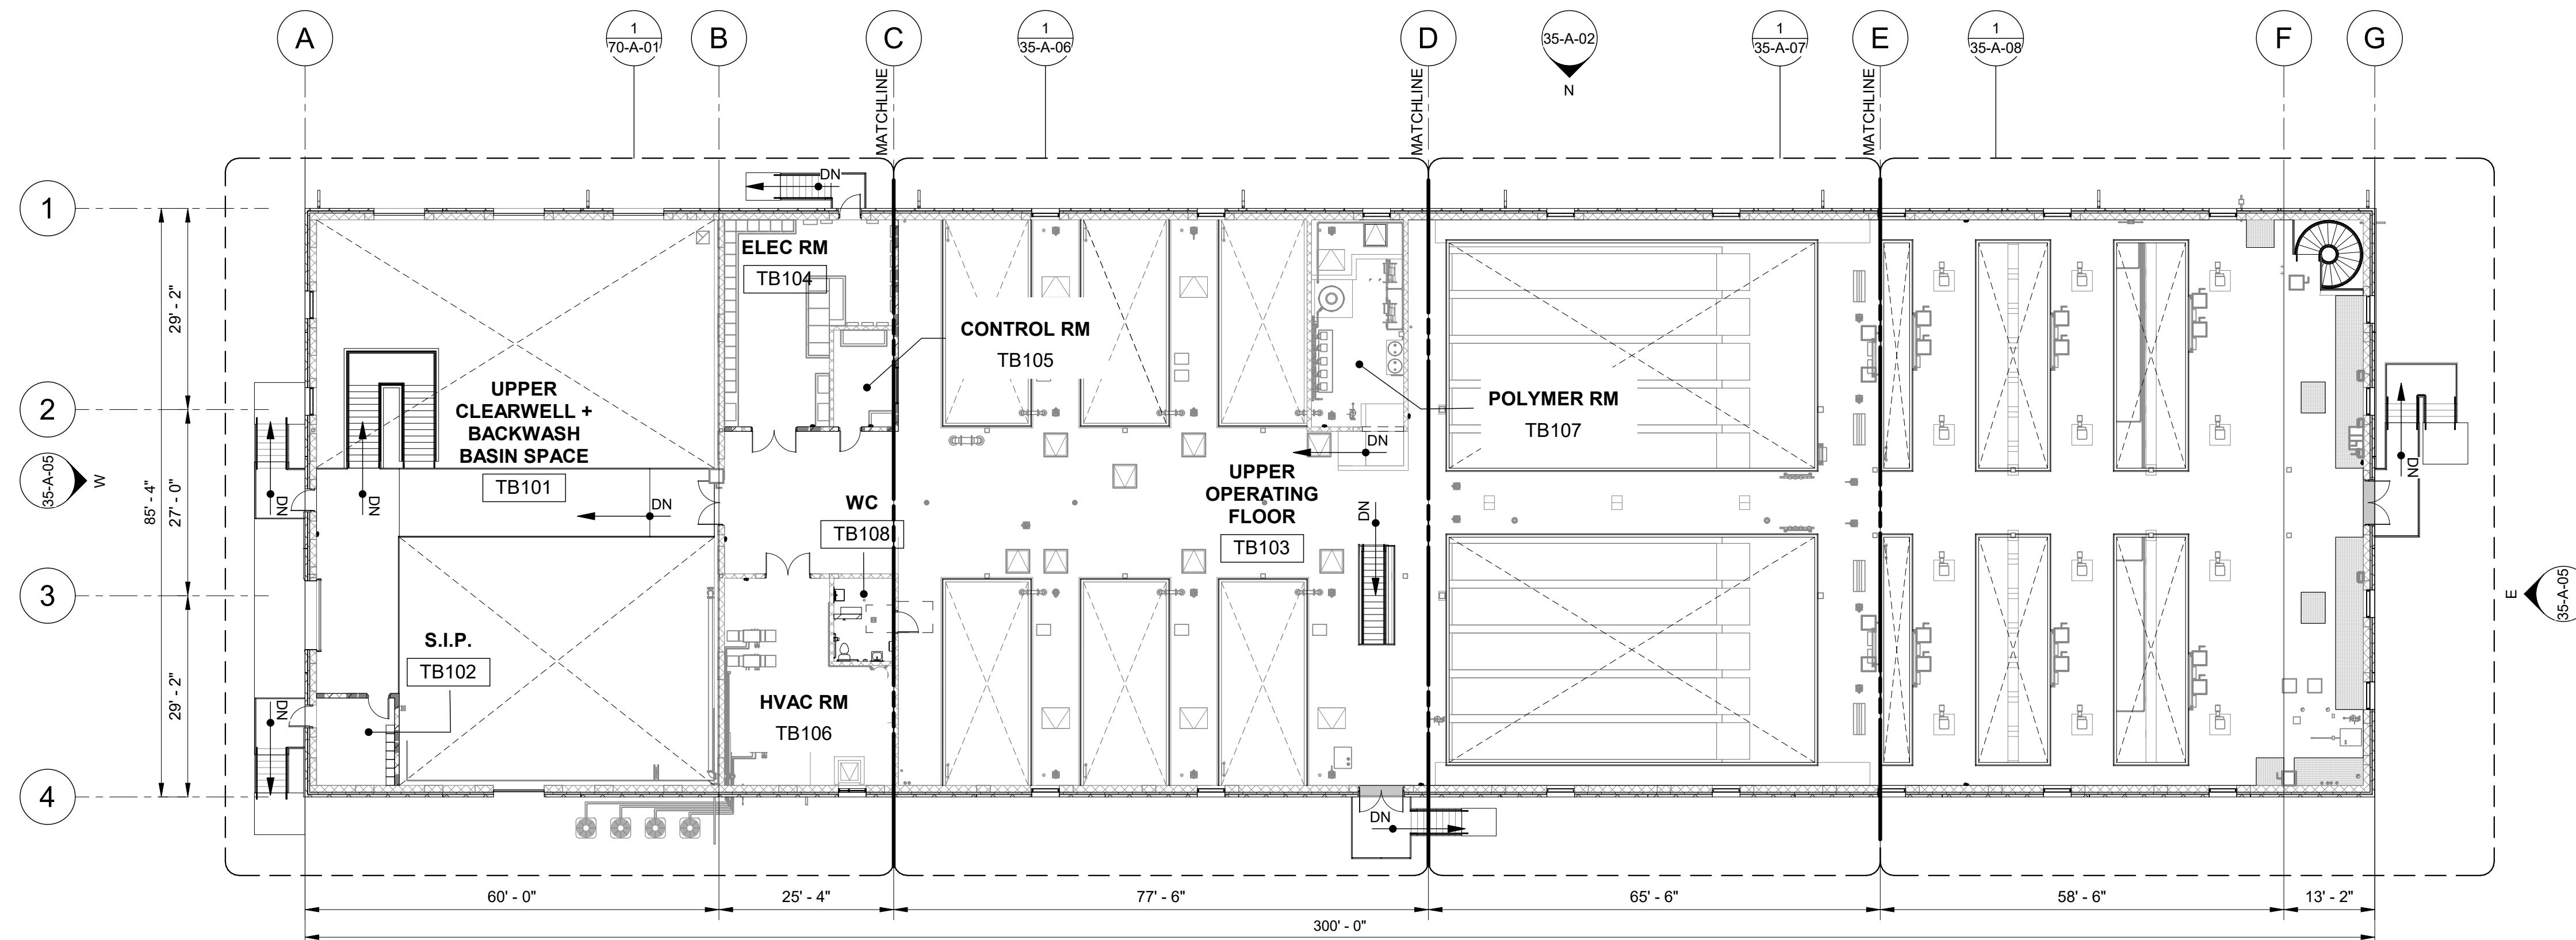 A
1
70-A-01
B
C
1
35-A-06
D
35-A-02
N
1
35-A-07
E
1
35-A-08
F
G
MATCHLINE
MATCHLINE
MATCHLINE
1
2
3
4
29' - 2"
27' - 0"
29' - 2"
85' - 4"
35-A-05
W
35-A-05
E
DN
ELEC RM
TB104
CONTROL RM
TB105
UPPER
CLEARWELL +
BACKWASH
BASIN SPACE
TB101
DN
DN
DN
DN
WC
TB108
UPPER
OPERATING
FLOOR
TB103
DN
DN
POLYMER RM
TB107
DN
S.I.P.
TB102
HVAC RM
TB106
DN
60' - 0"
25' - 4"
77' - 6"
65' - 6"
58' - 6"
13' - 2"
300' - 0"